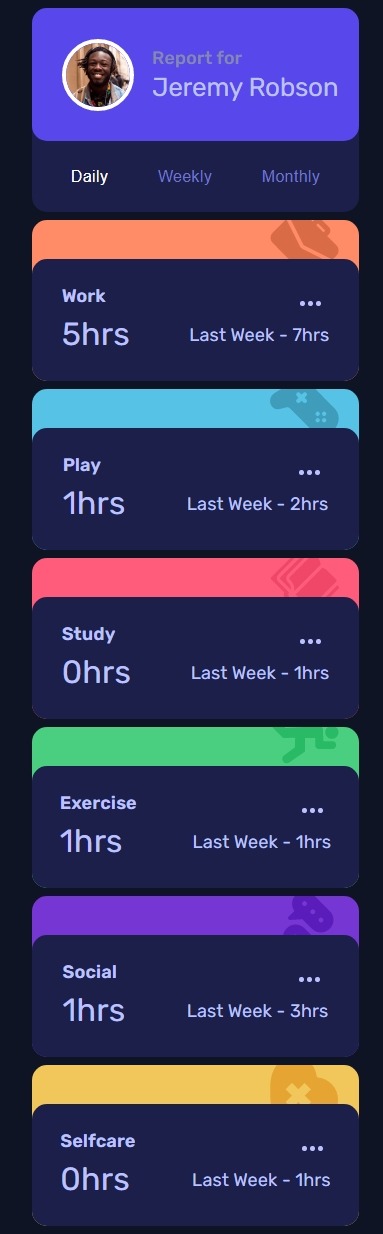 Report for
Jeremy Robson
Daily Weekly Monthly
Work
5hrs Last Week - 7hrs
Play
1hrs Last Week - 2hrs
Study
0hrs Last Week - 1hrs
Exercise
1hrs Last Week - 1hrs
Social
1hrs Last Week - 3hrs
Selfcare
0hrs Last Week - 1hrs